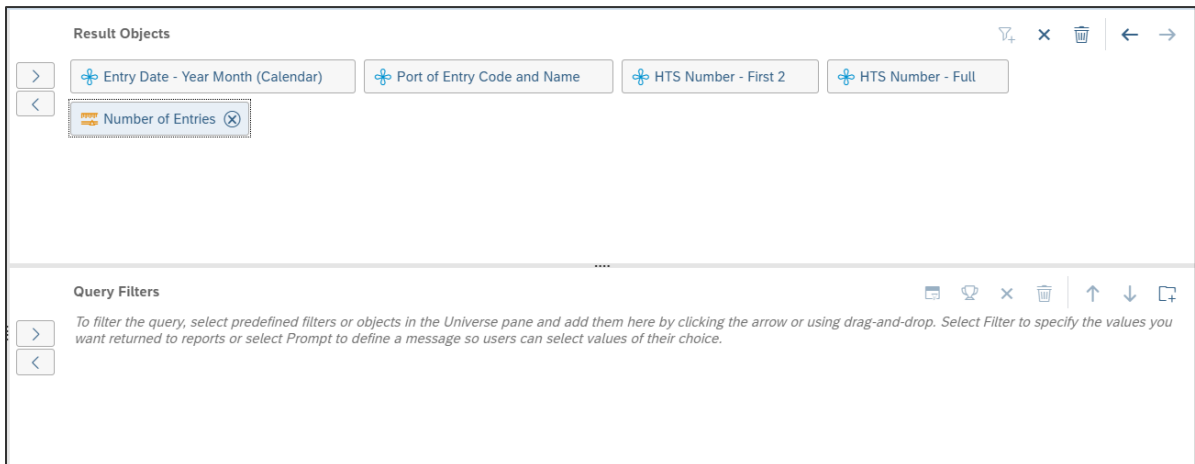 Result Objects
Entry Date - Year Month (Calendar)
Port of Entry Code and Name
HTS Number - First 2
HTS Number - Full
Number of Entries
Query Filters
To filter the query, select predefined filters or objects in the Universe pane and add them here by clicking the arrow or using drag-and-drop. Select Filter to specify the values you
want returned to reports or select Prompt to define a message so users can select values of their choice.